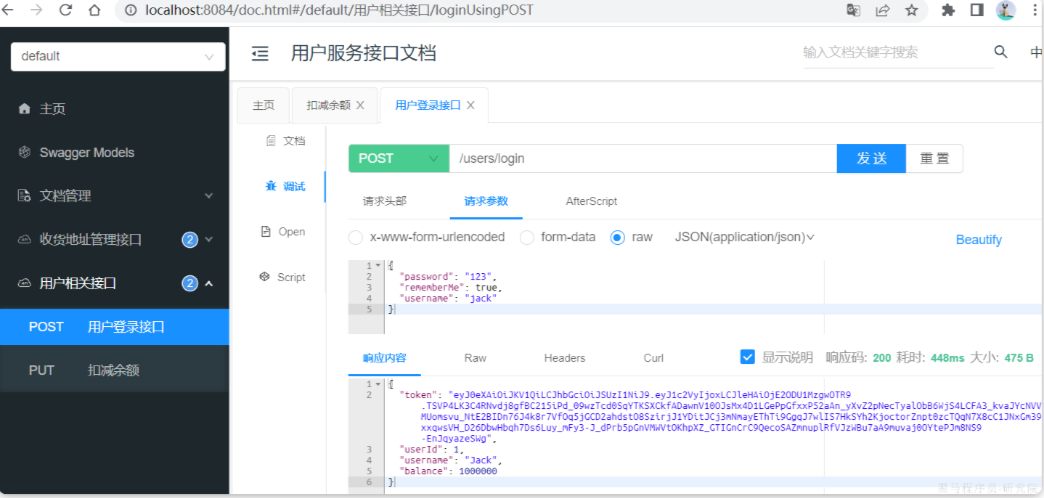 localhost:8084/doc.html#/default/用户相关接口/loginUsingPOST
default
用户服务接口文档
输入文档关键字搜索
中
主页
扣减余额 X
用户登录接口 X
主页
Swagger Models
文档管理
收货地址管理接口 2
用户相关接口 2
POST 用户登录接口
PUT 扣减余额
文档
调试
Open
Script
POST /users/login 发 送 重 置
请求头部 请求参数 AfterScript
x-www-form-urlencoded form-data raw JSON(application/json)
Beautify
1 {
2 "password": "123",
3 "rememberMe": true,
4 "username": "jack"
5 }
响应内容 Raw Headers Curl 显示说明 响应码: 200 耗时: 448ms 大小: 475 B
1 {
2 "token":
3 "userId": 1,
4 "username": "Jack",
5 "balance": 1000000
6 }
黑马程序员-研究院